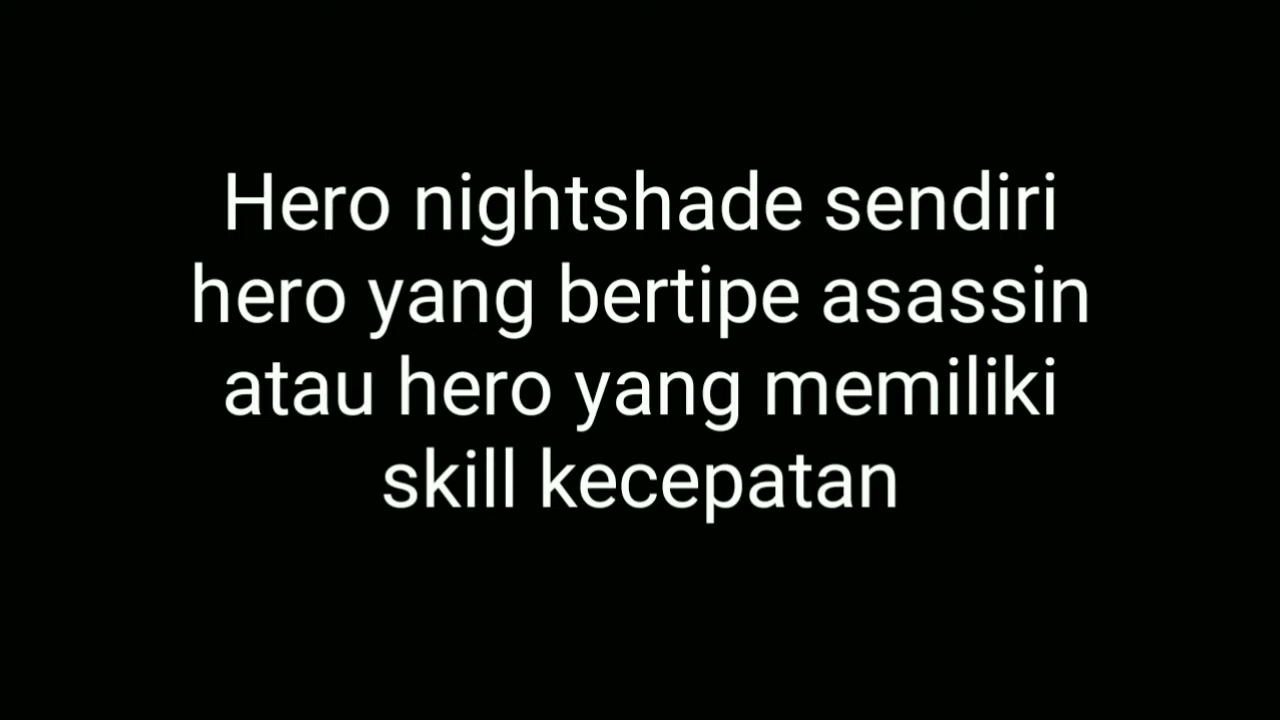 Hero nightshade sendiri
hero yang bertipe asassin
atau hero yang memiliki
skill kecepatan